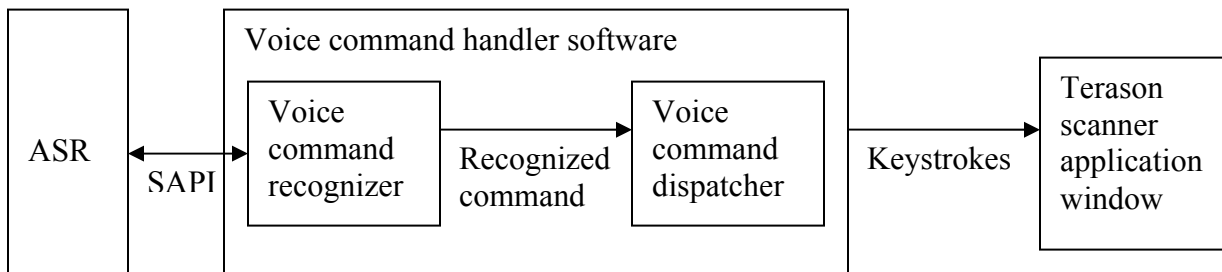 Voice command handler software
ASR
SAPI
Voice
command
recognizer
Recognized
command
Voice
command
dispatcher
Keystrokes
Terason
scanner
application
window